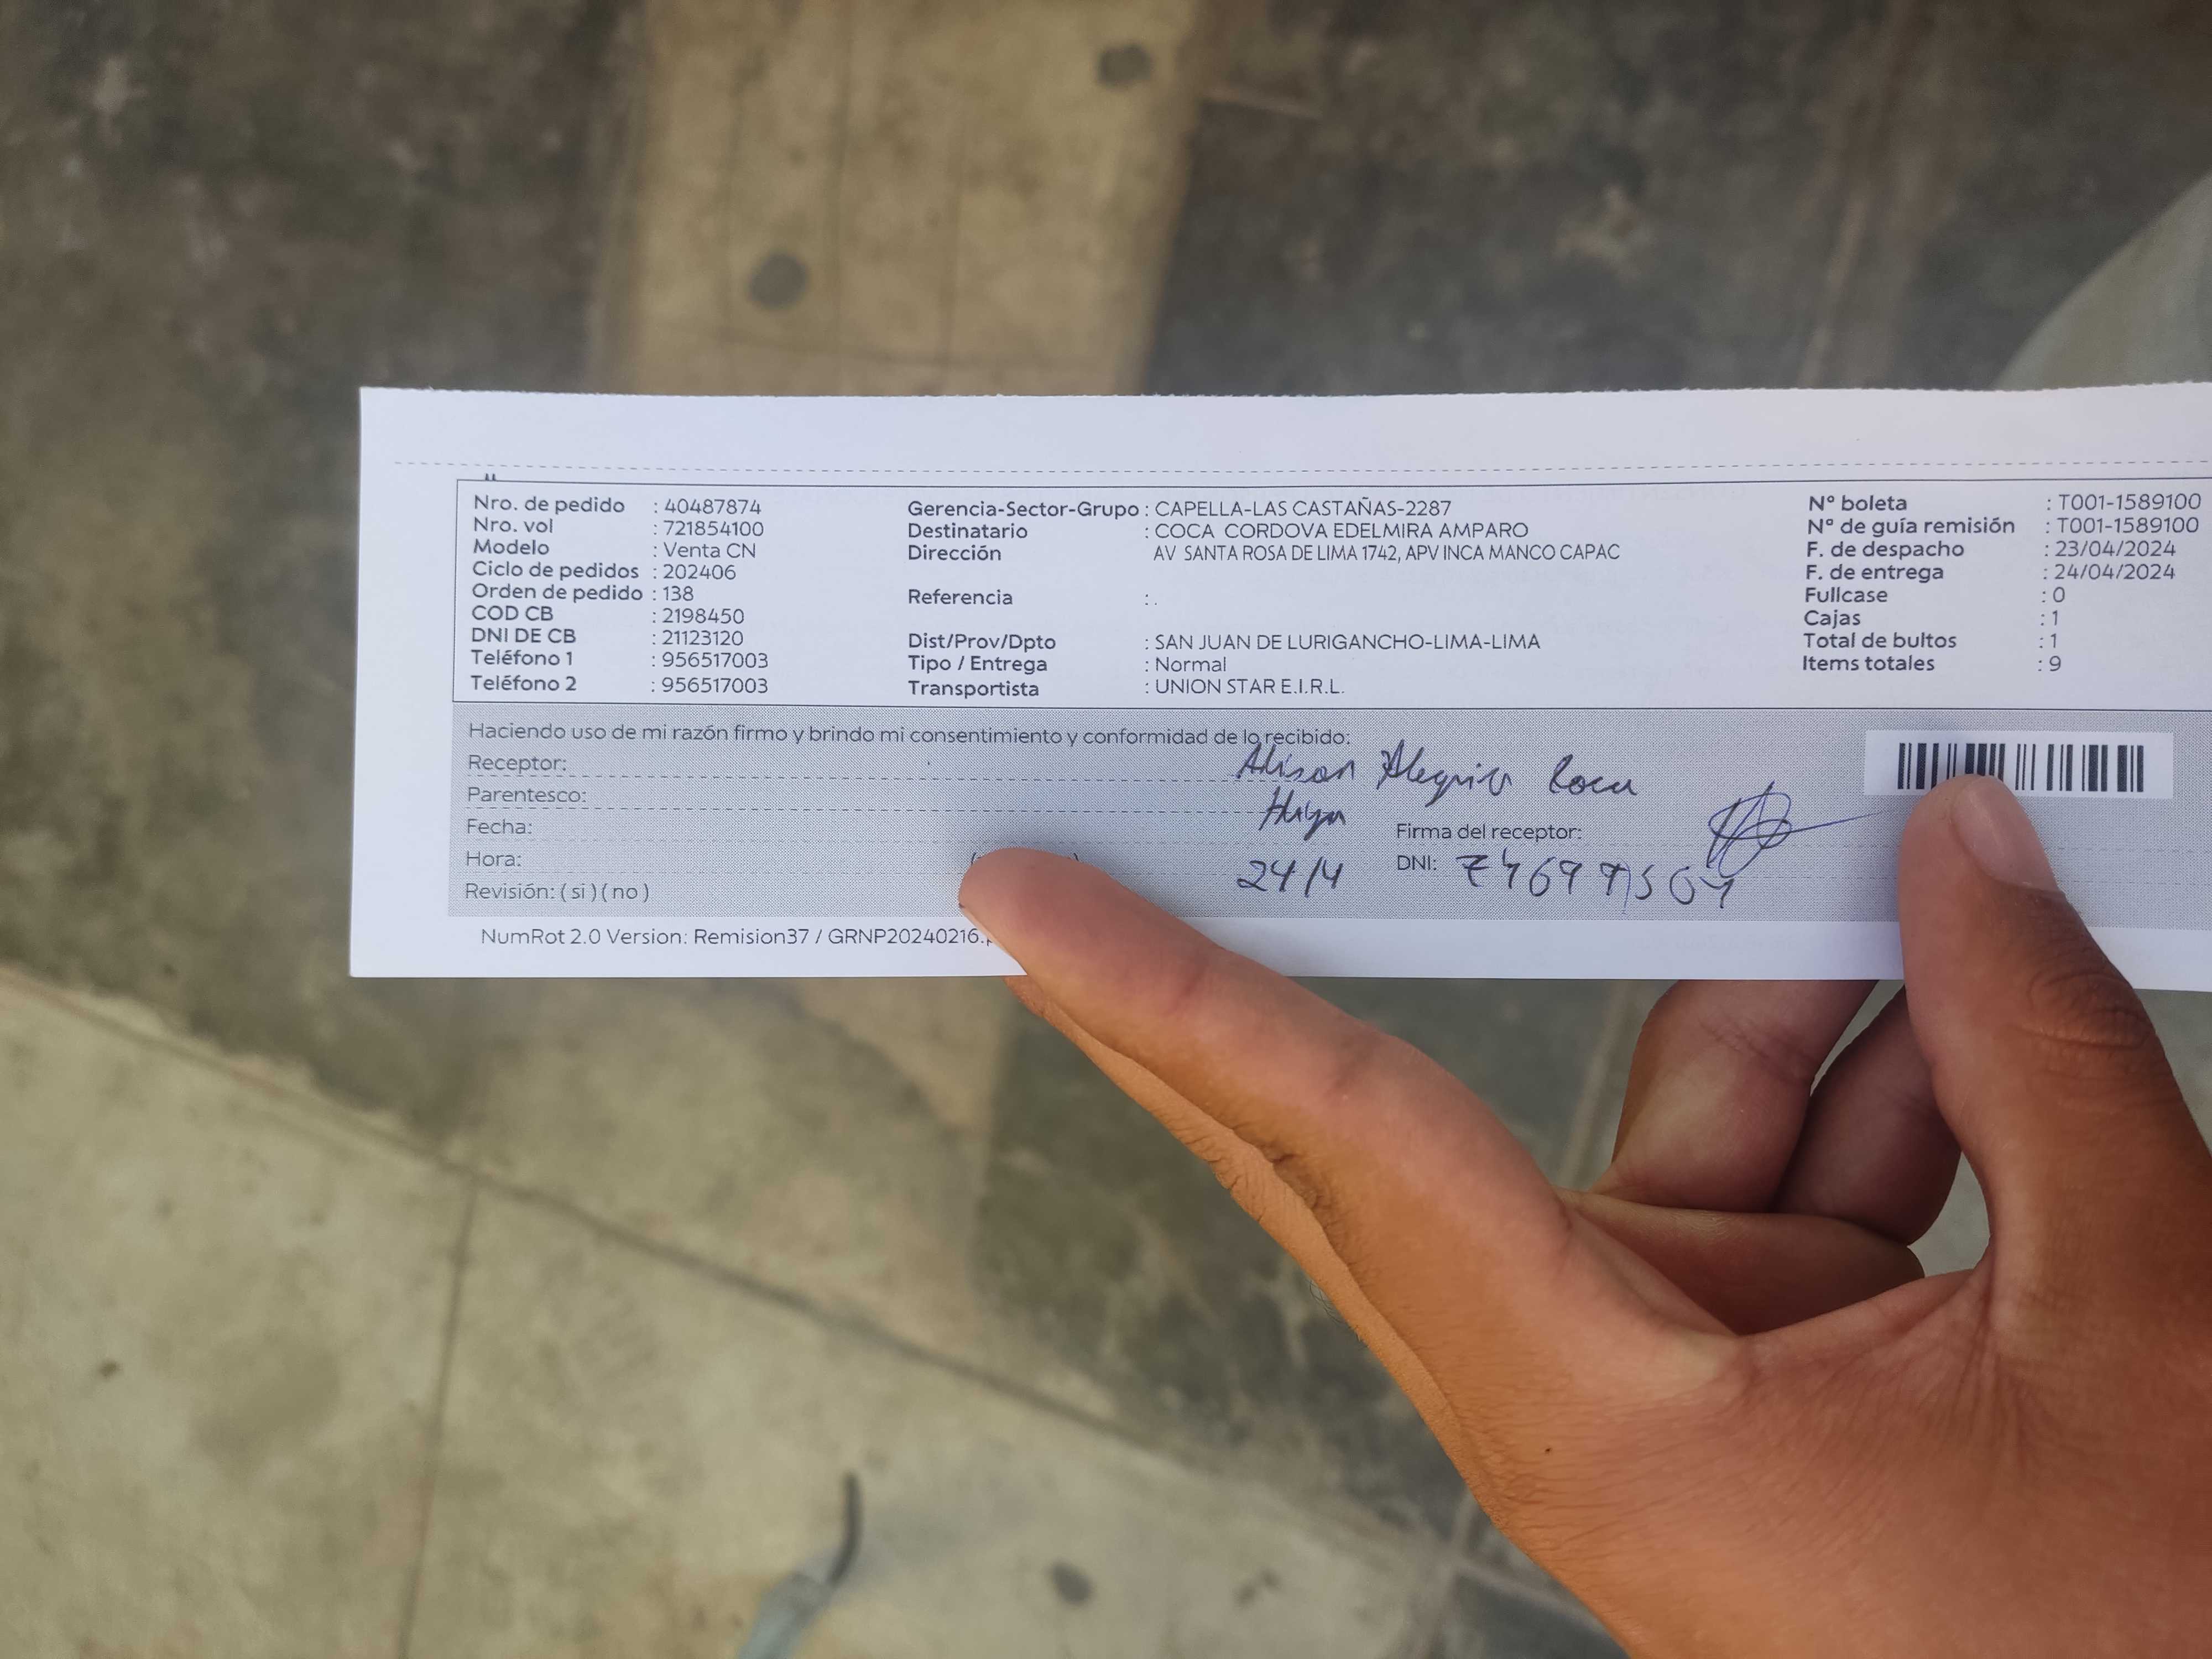 Nro. de pedido : 40487874
Nro. vol : 721854100
Modelo : Venta CN
Ciclo de pedidos : 202406
Orden de pedido : 138
COD CB : 2198450
DNI DE CB : 21123120
Teléfono 1 : 956517003
Teléfono 2 : 956517003
Gerencia-Sector-Grupo : CAPELLA-LAS CASTAÑAS-2287
Destinatario : COCA CORDOVA EDELMIRA AMPARO
Dirección AV SANTA ROSA DE LIMA 1742, APV INCA MANCO CAPAC
Referencia : .
Dist/Prov/Dpto : SAN JUAN DE LURIGANCHO-LIMA-LIMA
Tipo / Entrega : Normal
Transportista : UNION STAR E.I.R.L.
Nº boleta : T001-1589100
Nº de guía remisión : T001-1589100
F. de despacho : 23/04/2024
F. de entrega : 24/04/2024
Fullcase : 0
Cajas : 1
Total de bultos : 1
Items totales : 9
Haciendo uso de mi razón firmo y brindo mi consentimiento y conformidad de lo recibido:
Receptor: Alison Alegria Coca
Parentesco: Hija
Fecha: Firma del receptor:
Hora: 24/4 DNI:
Revisión: ( si ) ( no )
NumRot 2.0 Version: Remision37 / GRNP20240216.